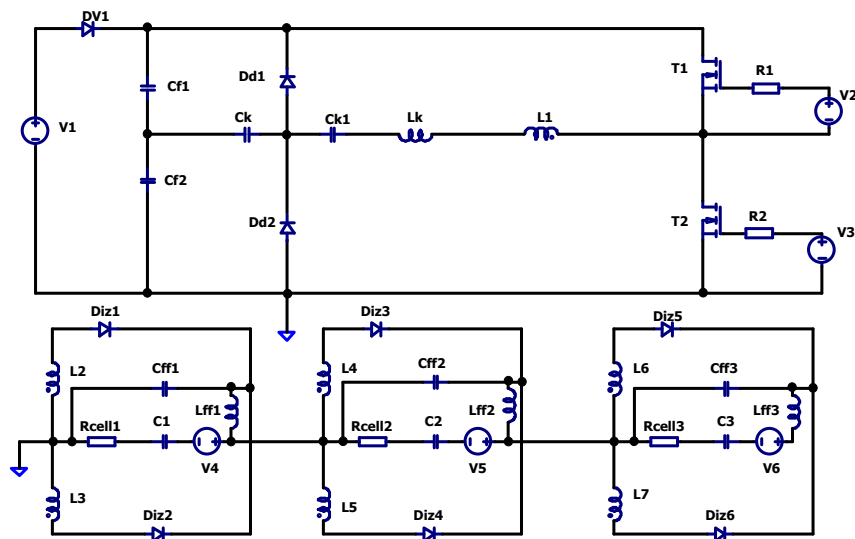 DV1
T1
R1
V2
Cf1
Dd1
Ck
Ck1
Lk
L1
V1
Cf2
Dd2
T2
R2
V3
Diz1
Diz3
Diz5
L2
Cff1
Lff1
L4
Cff2
Lff2
L6
Cff3
Lff3
Rcell1
C1
V4
Rcell2
C2
V5
Rcell3
C3
V6
L3
Diz2
L5
Diz4
L7
Diz6